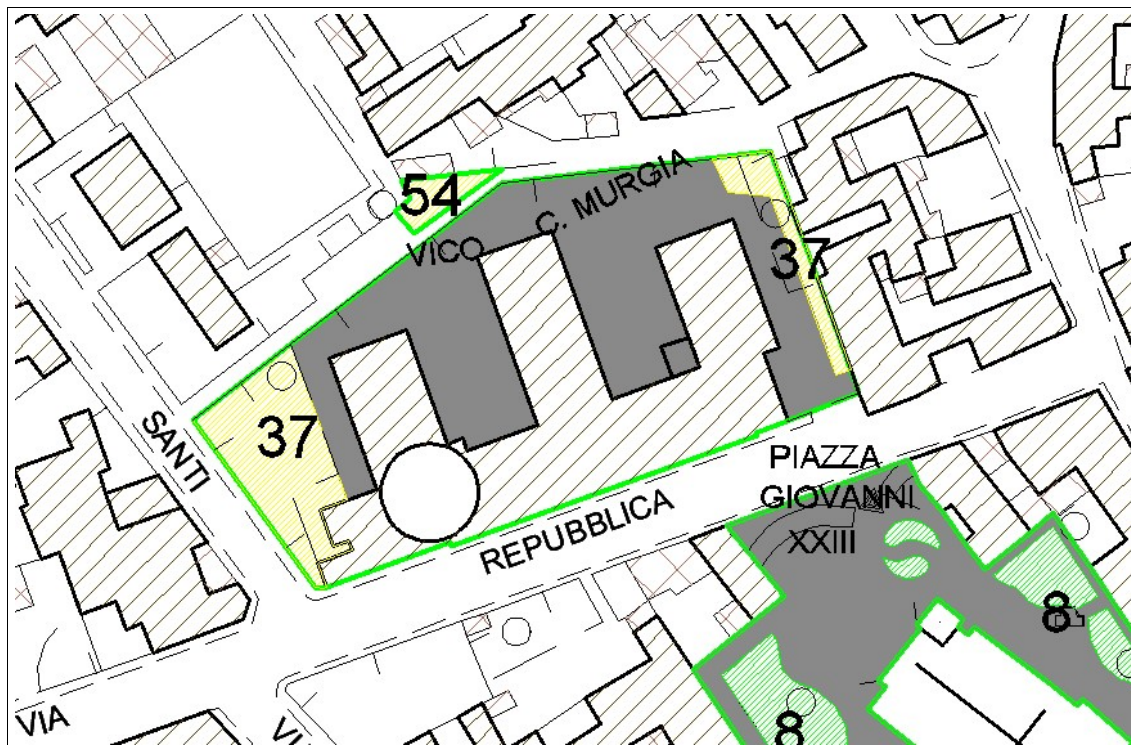 54
VICO C. MURGIA
37
37
SANTI
PIAZZA
GIOVANNI
XXIII
REPUBBLICA
8
8
VIA